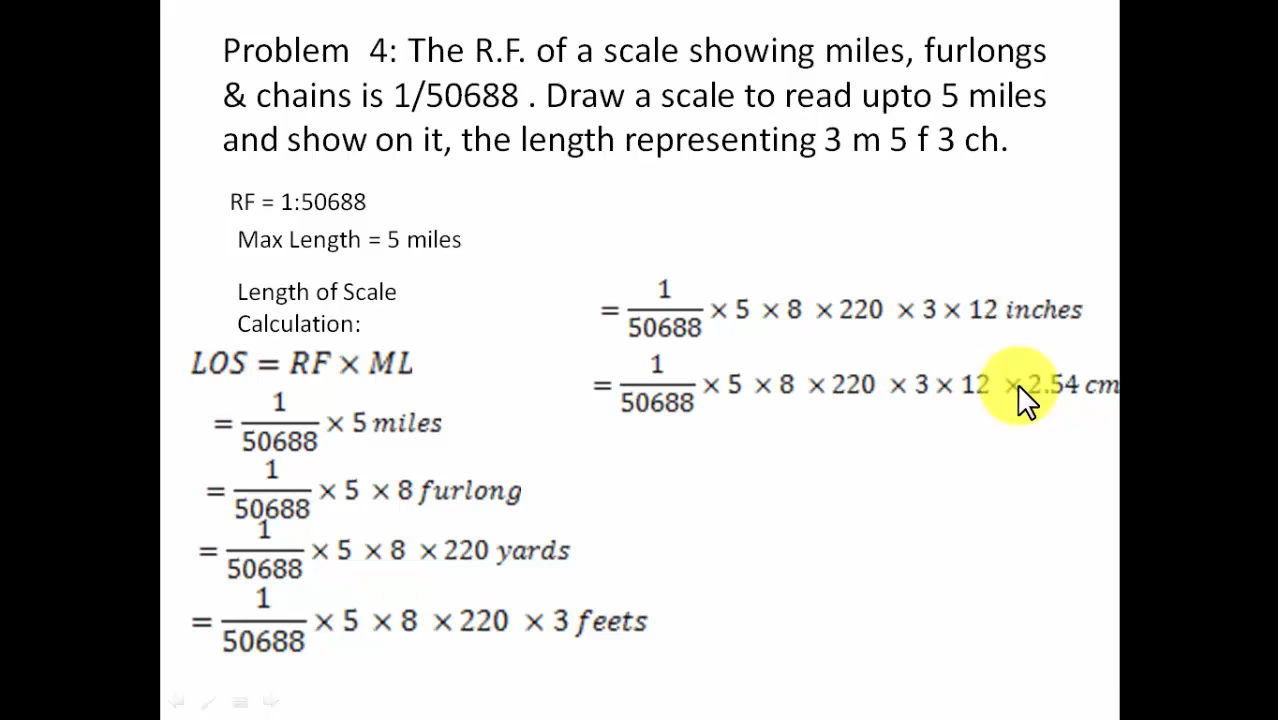 Problem 4: The R.F. of a scale showing miles, furlongs
& chains is 1/50688 . Draw a scale to read upto 5 miles
and show on it, the length representing 3 m 5 f 3 ch.
RF = 1:50688
Max Length = 5 miles
Length of Scale
Calculation:
LOS = RF × ML
= 1/50688 × 5 miles
= 1/50688 × 5 × 8 furlong
= 1/50688 × 5 × 8 × 220 yards
= 1/50688 × 5 × 8 × 220 × 3 feets
= 1/50688 × 5 × 8 × 220 × 3 × 12 inches
= 1/50688 × 5 × 8 × 220 × 3 × 12 × 2.54 cm